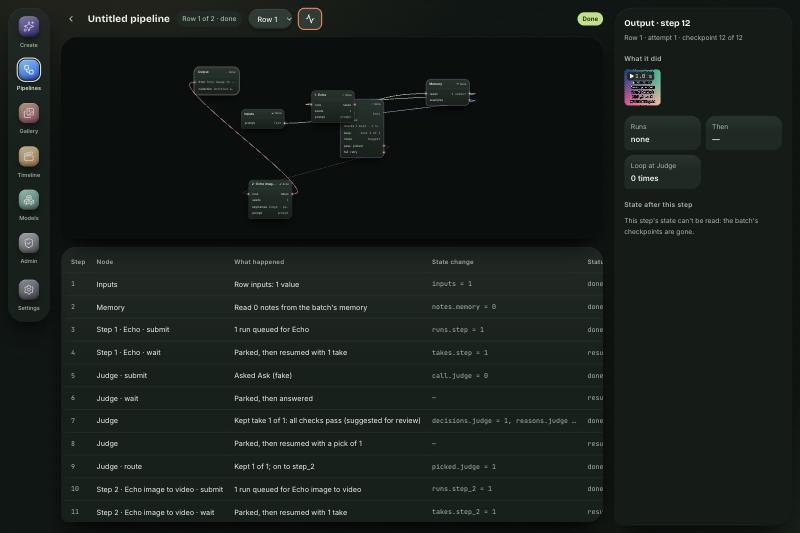 Untitled pipeline
Row 1 of 2 · done
Row 1
Done
Create
Pipelines
Gallery
Timeline
Models
Admin
Settings
Output
Inputs
1 Echo
Memory
Step Node What happened State change Statu
1 Inputs Row inputs: 1 value inputs = 1 done
2 Memory Read 0 notes from the batch's memory notes.memory = 0 done
3 Step 1 · Echo · submit 1 run queued for Echo runs.step = 1 done
4 Step 1 · Echo · wait Parked, then resumed with 1 take takes.step = 1 resu
5 Judge · submit Asked Ask (fake) call.judge = 0 done
6 Judge · wait Parked, then answered — resu
7 Judge Kept take 1 of 1: all checks pass (suggested for review) decisions.judge = 1, reasons.judge … done
8 Judge Parked, then resumed with a pick of 1 — resu
9 Judge · route Kept 1 of 1; on to step_2 picked.judge = 1 done
10 Step 2 · Echo image to video · submit 1 run queued for Echo image to video runs.step_2 = 1 done
11 Step 2 · Echo image to video · wait Parked, then resumed with 1 take takes.step_2 = 1 resu
Output · step 12
Row 1 · attempt 1 · checkpoint 12 of 12
What it did
Runs
none
Then
—
Loop at Judge
0 times
State after this step
This step's state can't be read: the batch's
checkpoints are gone.